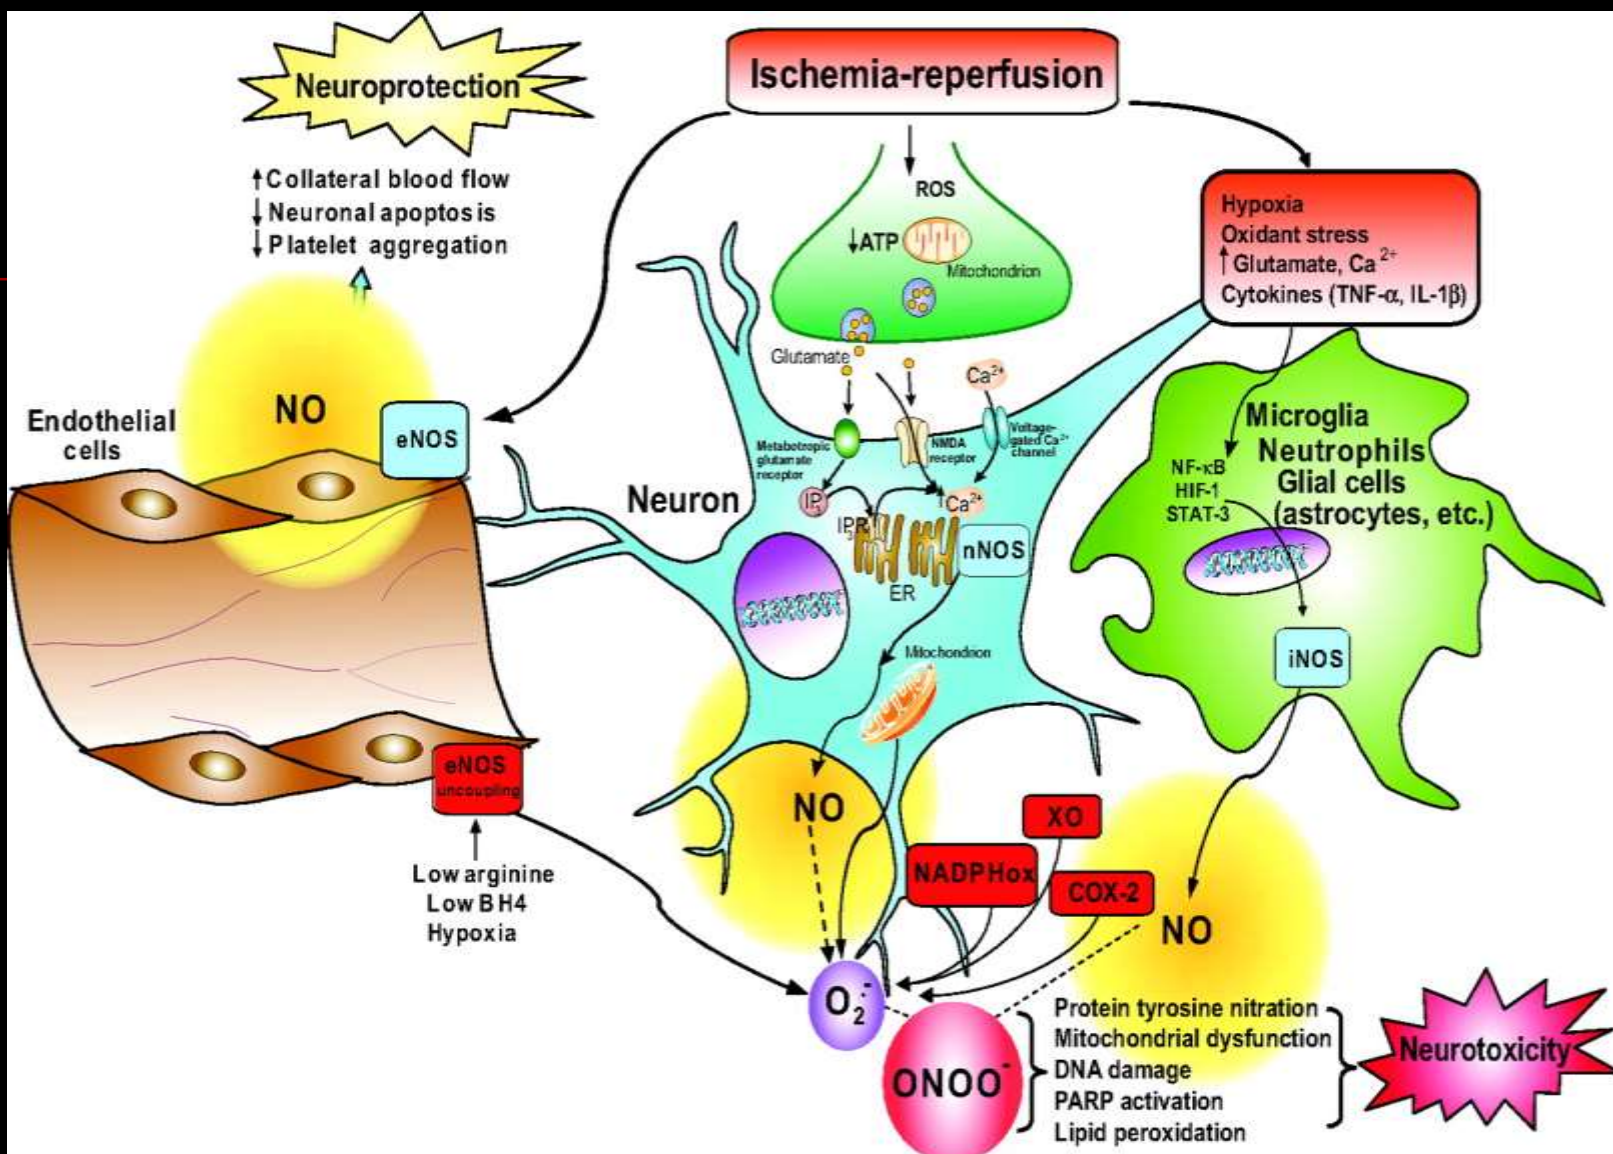 Neuroprotection
↑Collateral blood flow
↓Neuronal apoptosis
↓Platelet aggregation
Ischemia-reperfusion
ROS
↓ATP
Mitochondrion
Glutamate
Ca2+
Hypoxia
Oxidant stress
↑Glutamate, Ca 2+
Cytokines (TNF-α, IL-1β)
Endothelial
cells
NO
eNOS
Neuron
Metabotropic
glutamate
receptor
NMDA
receptor
Voltage-
gated Ca2+
channel
IP3
IP3R
↑Ca2+
nNOS
ER
Mitochondrion
Microglia
Neutrophils
Glial cells
(astrocytes, etc.)
NF-κB
HIF-1
STAT-3
iNOS
eNOS
uncoupling
Low arginine
Low BH4
Hypoxia
NO
XO
NADPHox
COX-2
NO
O2·-
ONOO-
Protein tyrosine nitration
Mitochondrial dysfunction
DNA damage
PARP activation
Lipid peroxidation
Neurotoxicity